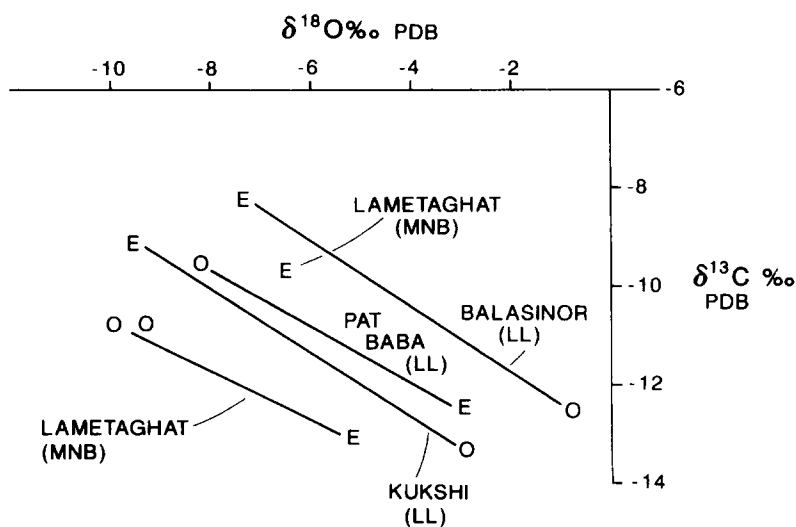 δ¹⁸O‰ PDB
-10 -8 -6 -4 -2
-6
-8
-10
-12
-14
δ¹³C ‰
PDB
E
LAMETAGHAT
(MNB)
E
E
O
PAT
BABA
(LL)
BALASINOR
(LL)
O O
E
O
LAMETAGHAT
(MNB)
E
O
KUKSHI
(LL)